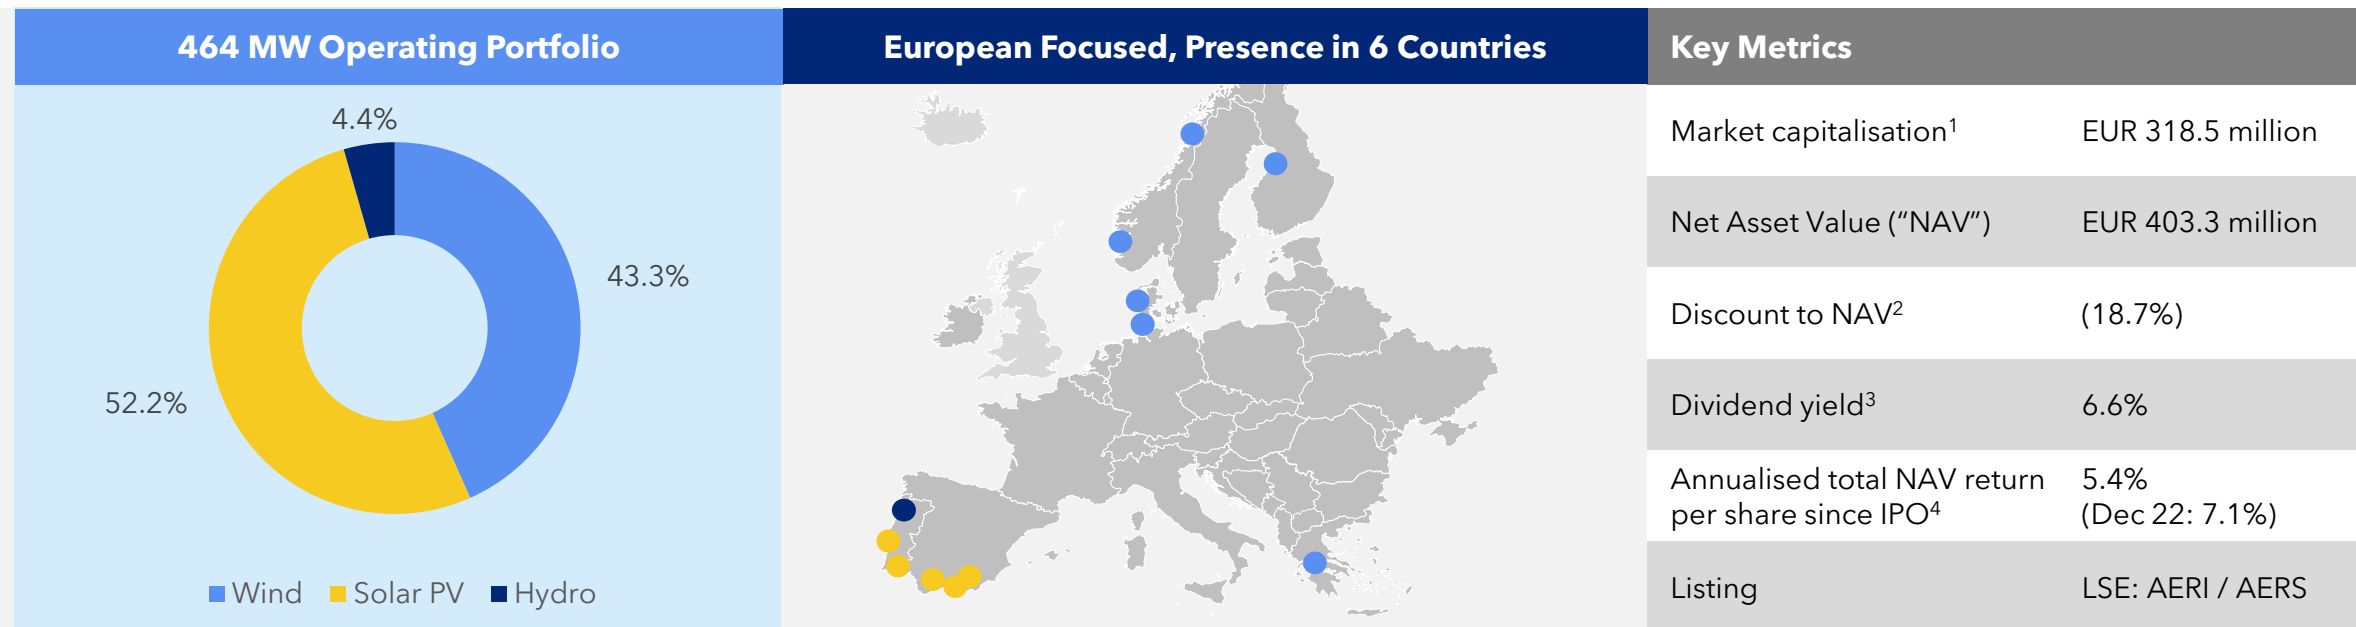 464 MW Operating Portfolio
4.4%
43.3%
52.2%
Wind Solar PV Hydro
European Focused, Presence in 6 Countries
Key Metrics
Market capitalisation¹ EUR 318.5 million
Net Asset Value (“NAV”) EUR 403.3 million
Discount to NAV² (18.7%)
Dividend yield³ 6.6%
Annualised total NAV return 5.4%
per share since IPO⁴ (Dec 22: 7.1%)
Listing LSE: AERI / AERS